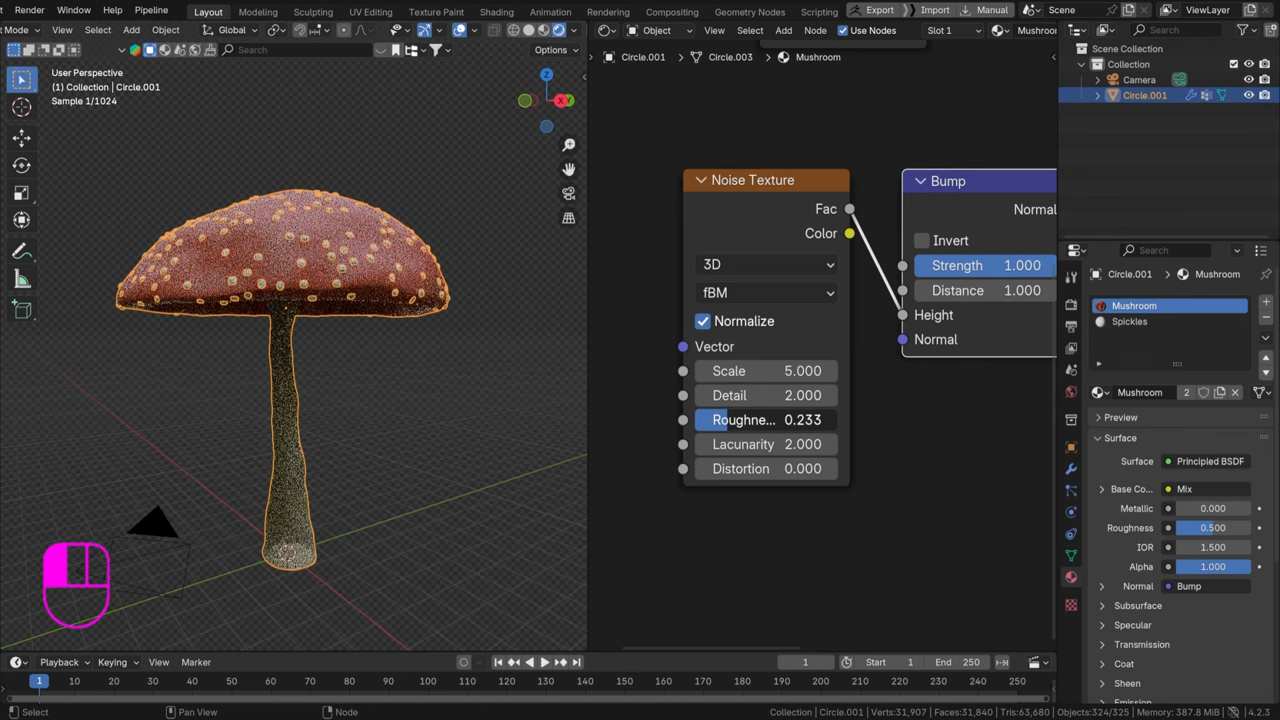 Render Window Help Pipeline Layout Modeling Sculpting UV Editing Texture Paint Shading Animation Rendering Compositing Geometry Nodes Scripting Export Import Manual Scene ViewLayer
Mode View Select Add Object Global Object View Select Add Node Use Nodes Slot 1 Mushroom Search
Search Options
Circle.001 Circle.003 Mushroom
User Perspective
(1) Collection | Circle.001
Sample 1/1024
Z
X
Y
Scene Collection
Collection
Camera
Circle.001
Noise Texture
Fac
Color
3D
fBM
Normalize
Vector
Scale 5.000
Detail 2.000
Roughne... 0.233
Lacunarity 2.000
Distortion 0.000
Bump
Normal
Invert
Strength 1.000
Distance 1.000
Height
Normal
Search
Circle.001 Mushroom
Mushroom
Spickles
Mushroom 2
Preview
Surface
Surface Principled BSDF
Base Co... Mix
Metallic 0.000
Roughness 0.500
IOR 1.500
Alpha 1.000
Normal Bump
Subsurface
Specular
Transmission
Coat
Sheen
Emission
Playback Keying View Marker 1 Start 1 End 250
1 10 20 30 40 50 60 70 80 90 100 110 120 130 140 150 160 170 180 190 200 210 220 230 240 250
Select Pan View Node Collection | Circle.001 | Verts:31,907 | Faces:31,840 | Tris:63,680 | Objects:324/325 | Memory: 387.8 MiB 4.2.3